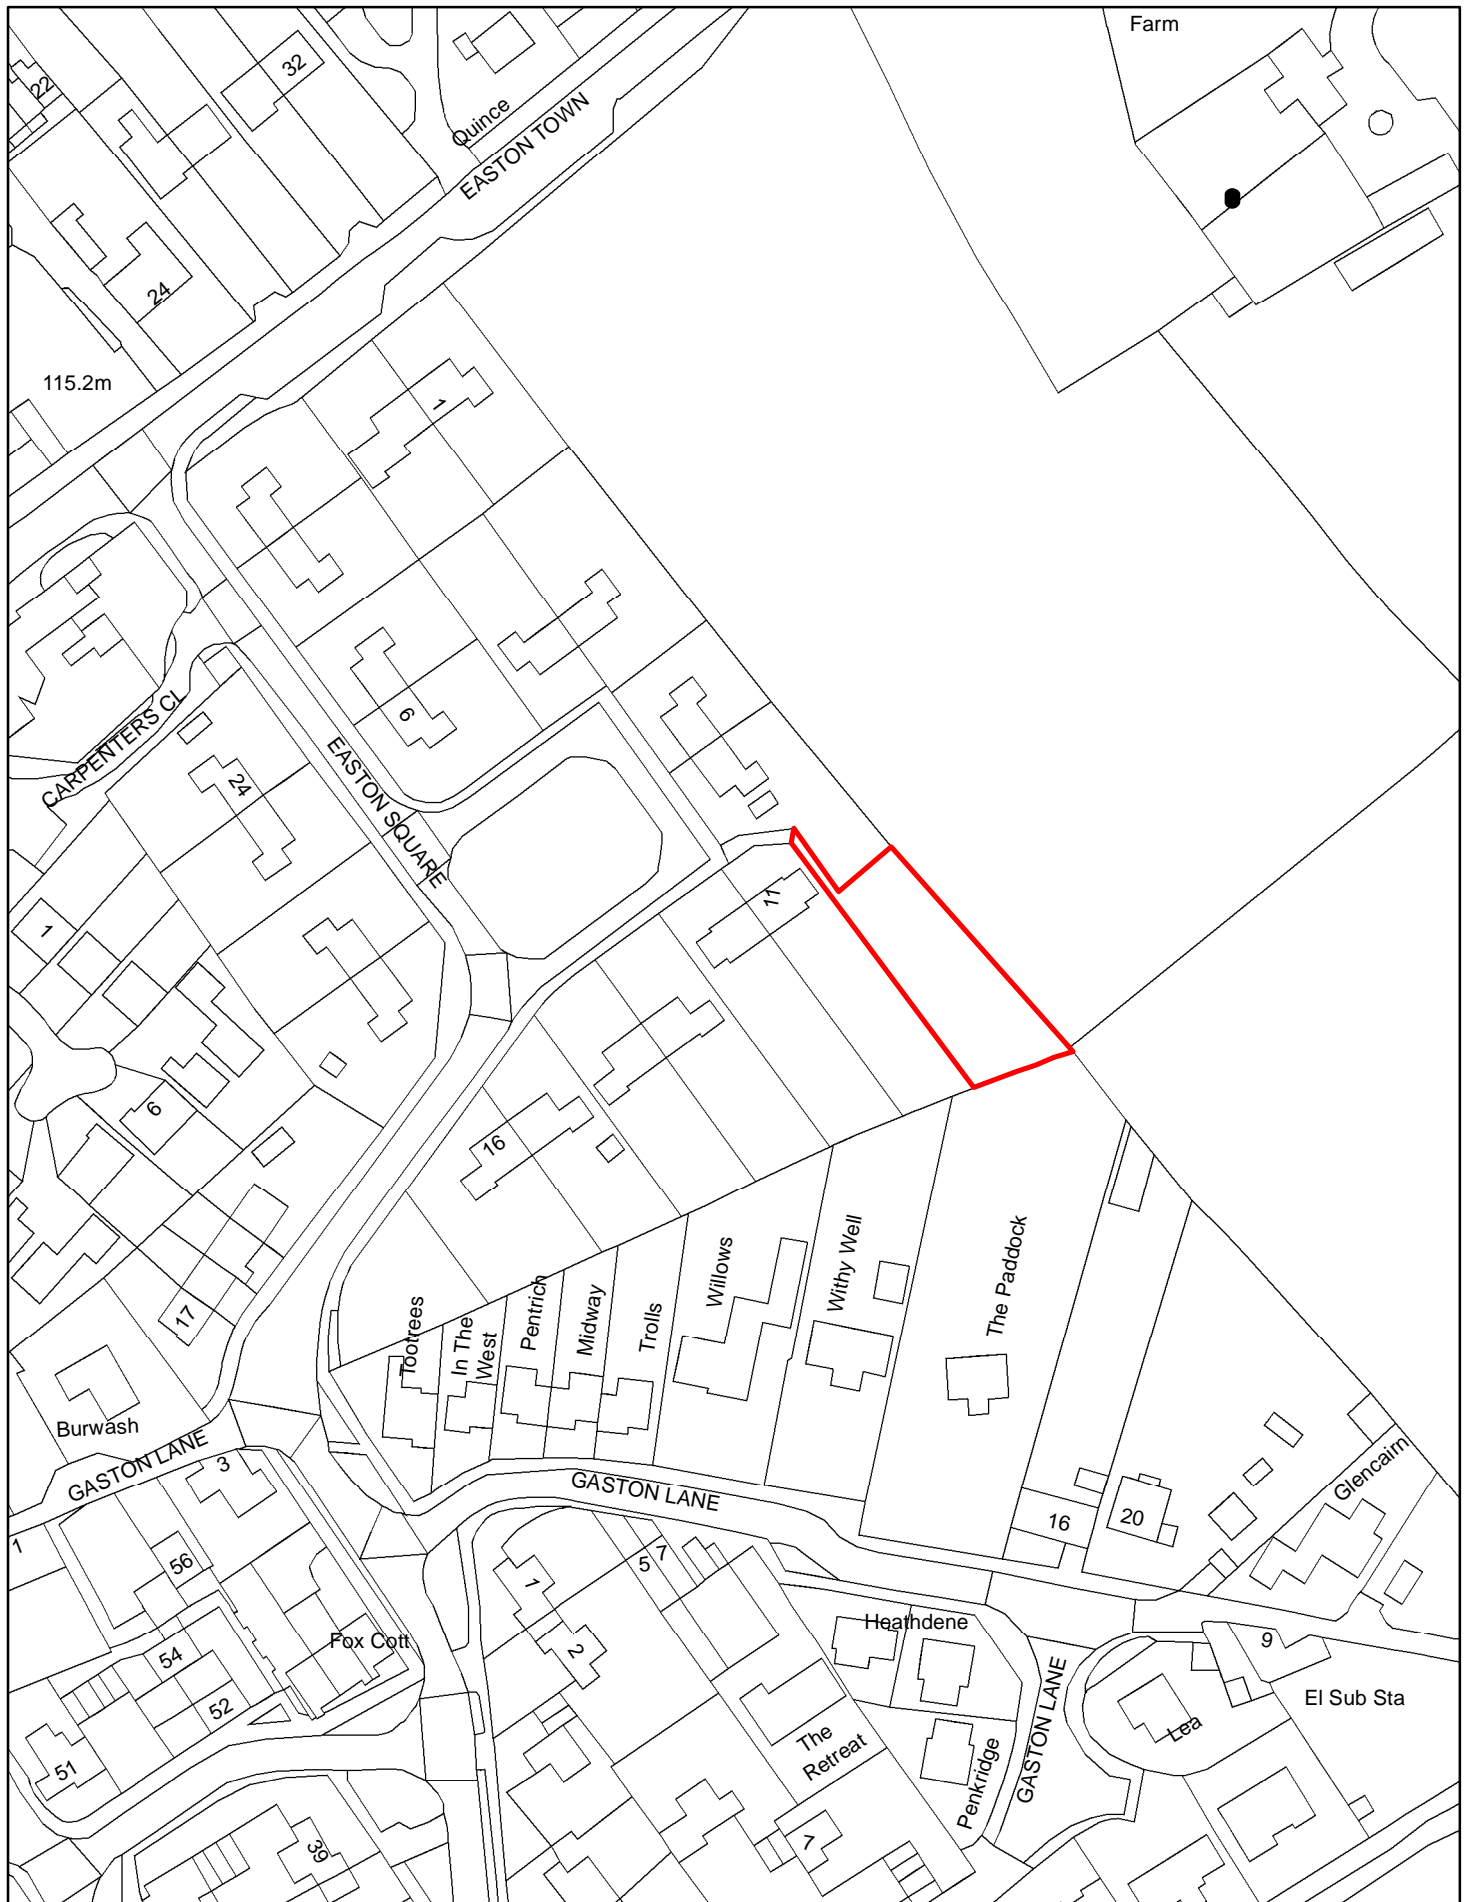 Farm
22
32
Quince
EASTON TOWN
24
115.2m
1
6
CARPENTERS CL
EASTON SQUARE
24
11
1
6
16
17
Tootrees
In The
West
Pentrich
Midway
Trolls
Willows
Withy Well
The Paddock
Burwash
GASTON LANE
3
GASTON LANE
Glencairn
16
20
1
56
1
5
7
2
Heathdene
9
Fox Cott
54
52
51
GASTON LANE
El Sub Sta
Lea
The
Retreat
Penkridge
39
7